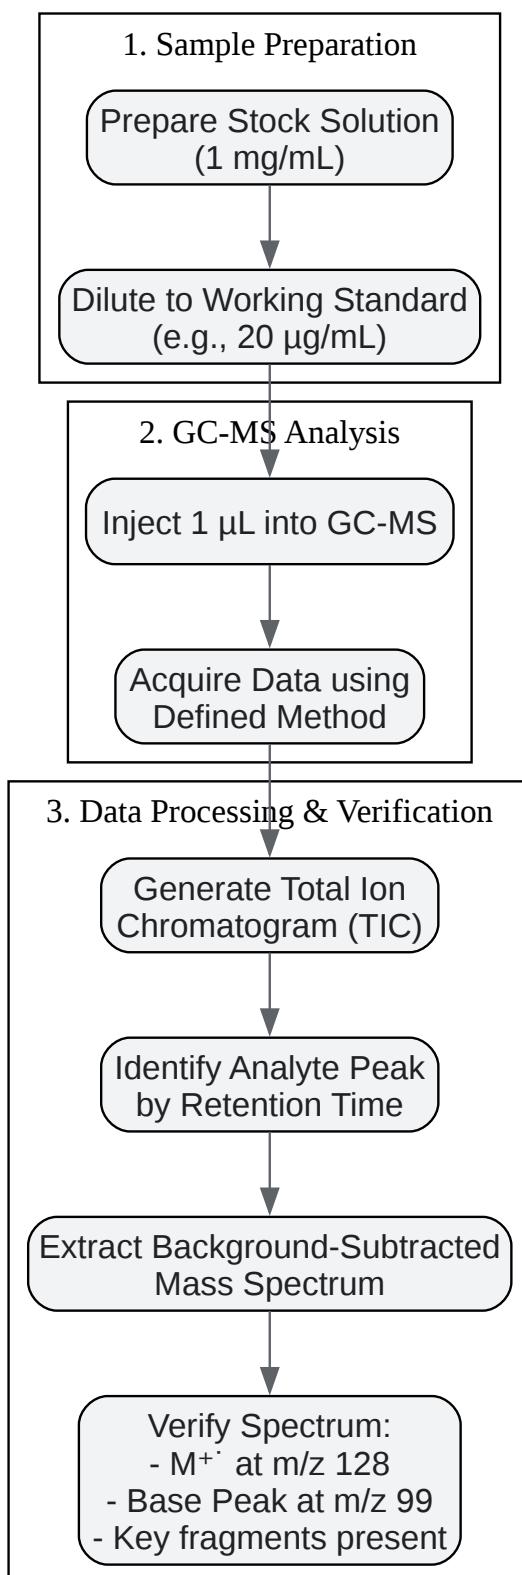 1. Sample Preparation
Prepare Stock Solution
(1 mg/mL)
Dilute to Working Standard
(e.g., 20 µg/mL)
2. GC-MS Analysis
Inject 1 µL into GC-MS
Acquire Data using
Defined Method
3. Data Processing & Verification
Generate Total Ion
Chromatogram (TIC)
Identify Analyte Peak
by Retention Time
Extract Background-Subtracted
Mass Spectrum
Verify Spectrum:
- M⁺˙ at m/z 128
- Base Peak at m/z 99
- Key fragments present